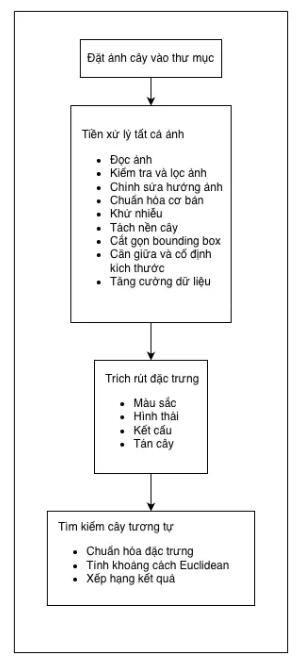 Đặt ảnh cây vào thư mục
Tiền xử lý tất cả ảnh
Đọc ảnh
Kiểm tra và lọc ảnh
Chỉnh sửa hướng ảnh
Chuẩn hóa cơ bản
Khử nhiễu
Tách nền cây
Cắt gọn bounding box
Căn giữa và cố định
kích thước
Tăng cường dữ liệu
Trích rút đặc trưng
Màu sắc
Hình thái
Kết cấu
Tán cây
Tìm kiếm cây tương tự
Chuẩn hóa đặc trưng
Tính khoảng cách Euclidean
Xếp hạng kết quả